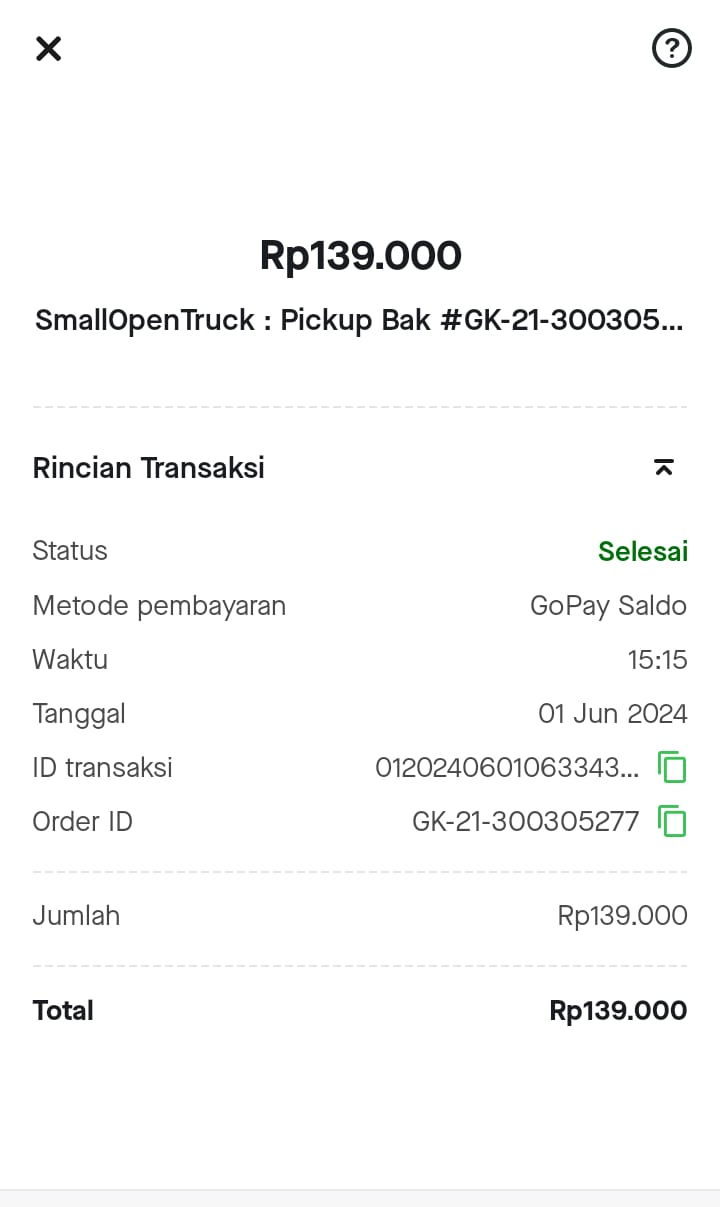 Rp139.000
SmallOpenTruck : Pickup Bak #GK-21-300305...
Rincian Transaksi
Status Selesai
Metode pembayaran GoPay Saldo
Waktu 15:15
Tanggal 01 Jun 2024
ID transaksi 0120240601063343...
Order ID GK-21-300305277
Jumlah Rp139.000
Total Rp139.000